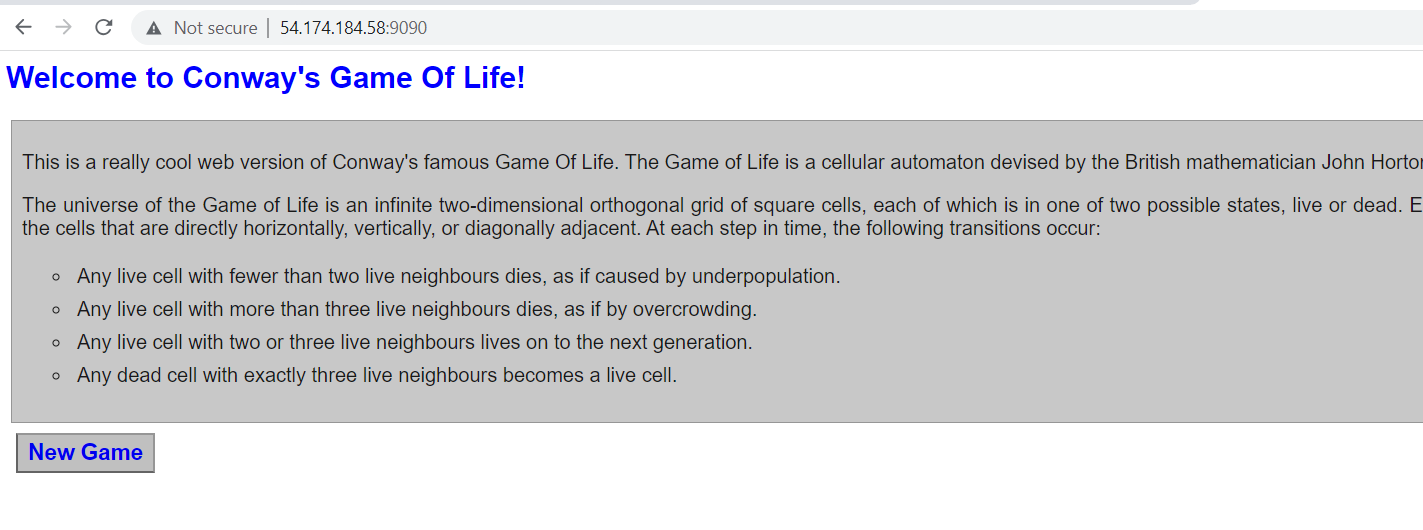 Not secure | 54.174.184.58:9090
Welcome to Conway's Game Of Life!
This is a really cool web version of Conway's famous Game Of Life. The Game of Life is a cellular automaton devised by the British mathematician John
The universe of the Game of Life is an infinite two-dimensional orthogonal grid of square cells, each of which is in one of two possible states, live or dead.
the cells that are directly horizontally, vertically, or diagonally adjacent. At each step in time, the following transitions occur:
Any live cell with fewer than two live neighbours dies, as if caused by underpopulation.
Any live cell with more than three live neighbours dies, as if by overcrowding.
Any live cell with two or three live neighbours lives on to the next generation.
Any dead cell with exactly three live neighbours becomes a live cell.
New Game